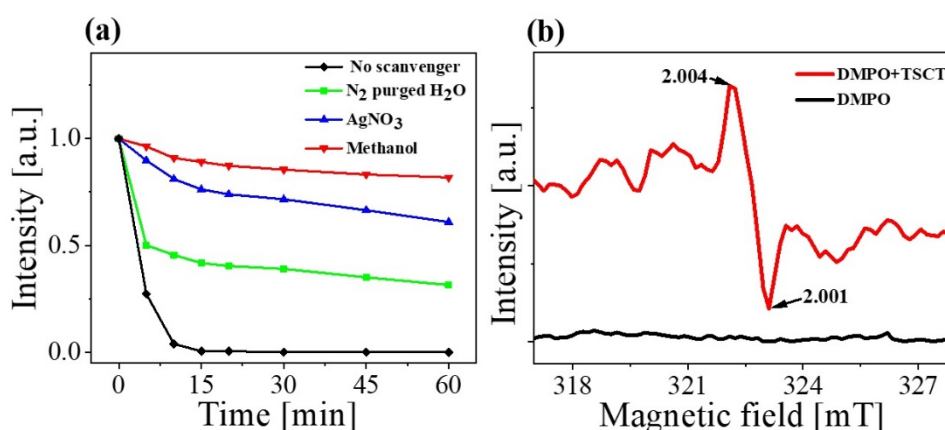 (a)
No scanvenger
N2 purged H2O
AgNO3
Methanol
1.0
0.5
0.0
Intensity [a.u.]
0 15 30 45 60
Time [min]
(b)
2.004
DMPO+TSCT
DMPO
2.001
Intensity [a.u.]
318 321 324 327
Magnetic field [mT]